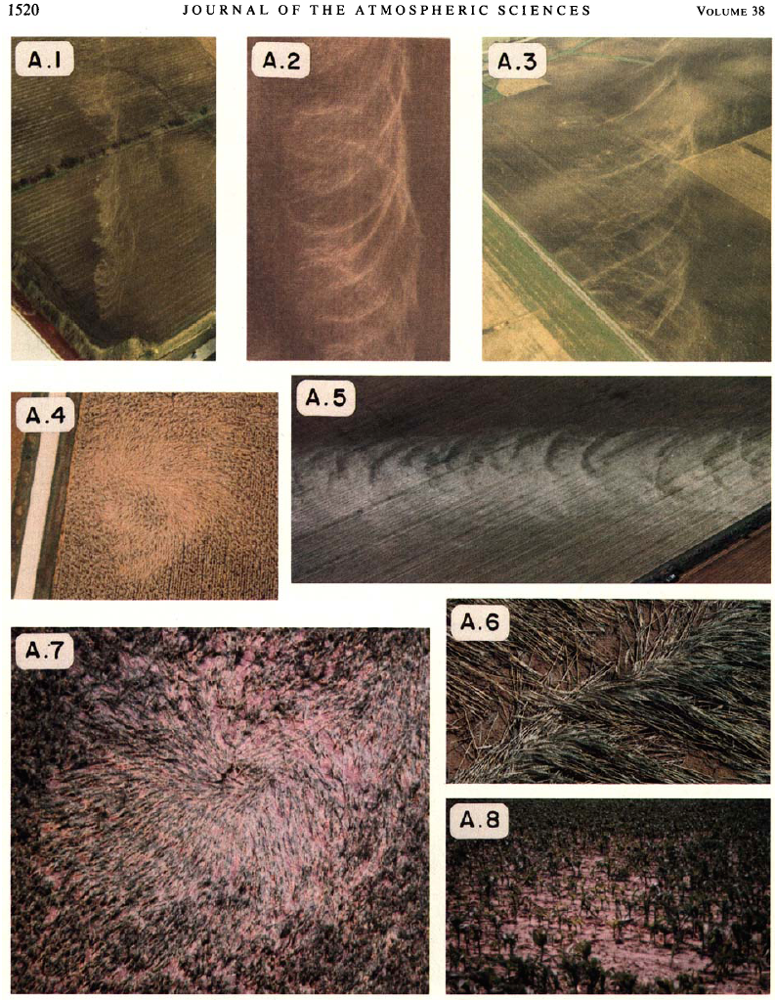 1520
JOURNAL OF THE ATMOSPHERIC SCIENCES
VOLUME 38
A.1
A.2
A.3
A.4
A.5
A.6
A.7
A.8